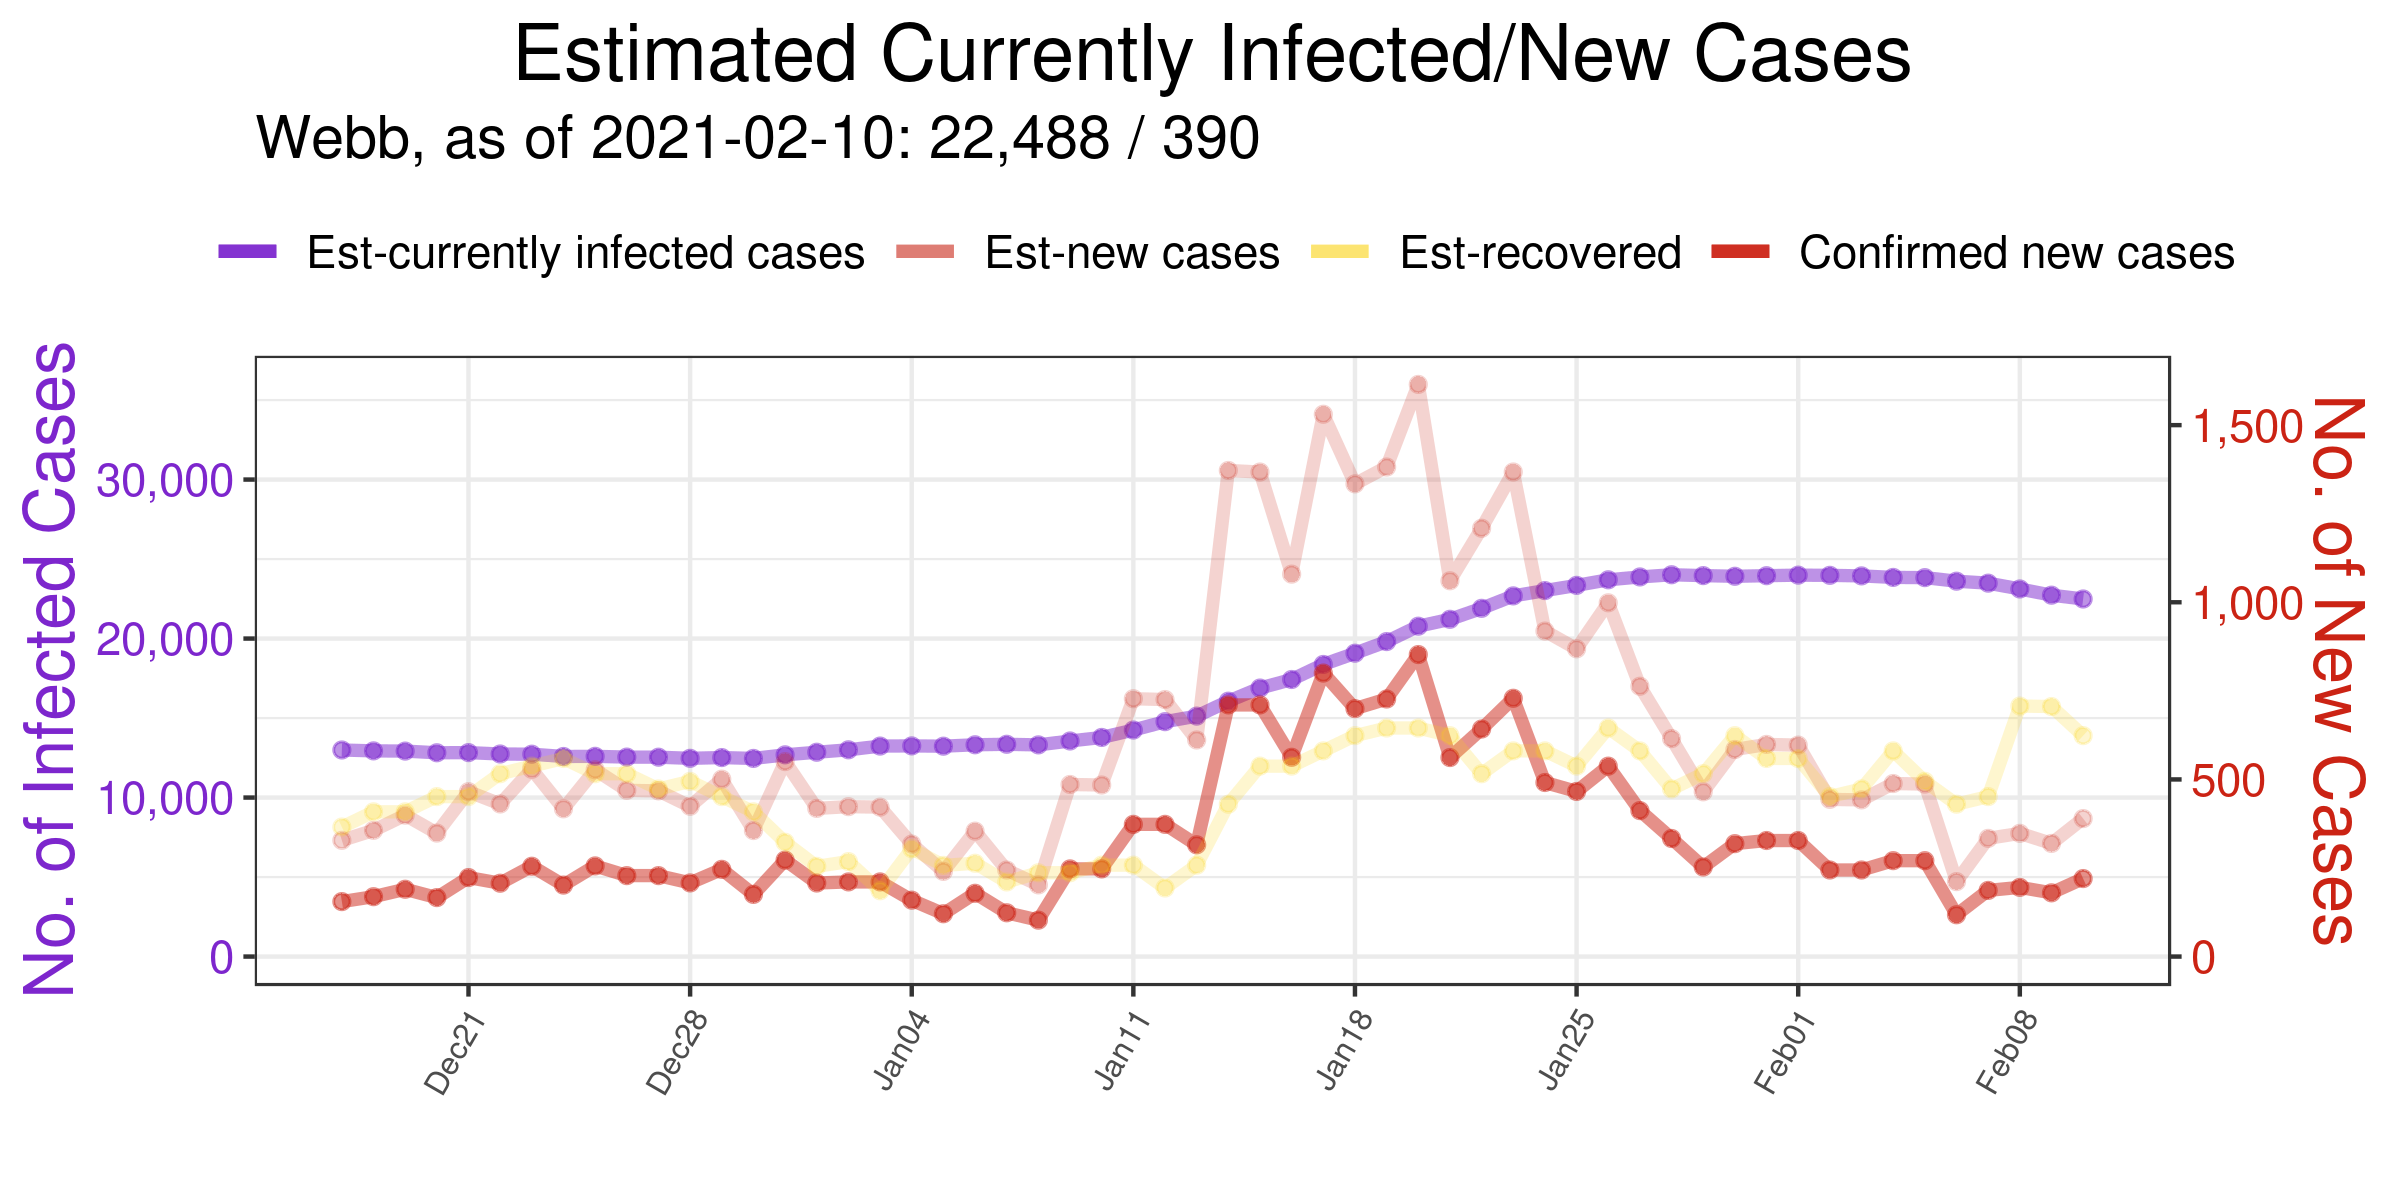 Estimated Currently Infected/New Cases
Webb, as of 2021-02-10: 22,488 / 390
Est-currently infected cases Est-new cases Est-recovered Confirmed new cases
No. of Infected Cases
30,000
20,000
10,000
0
1,500
1,000
500
0
No. of New Cases
Dec21 Dec28 Jan04 Jan11 Jan18 Jan25 Feb01 Feb08